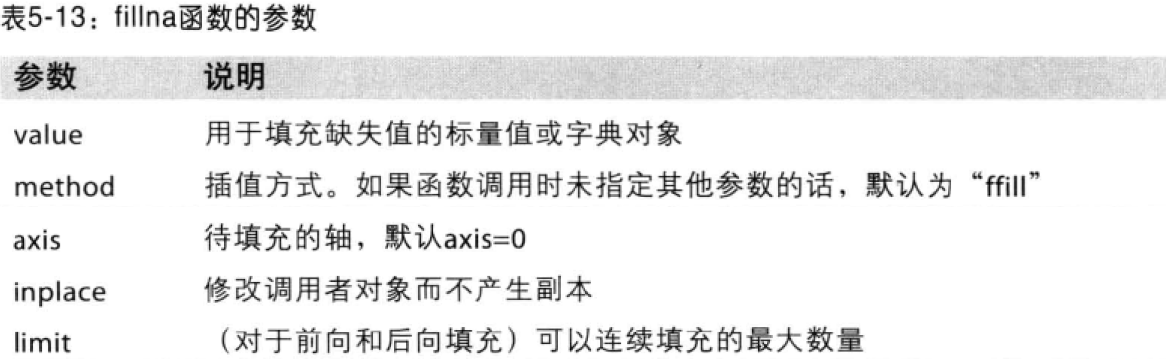 表5-13：fillna函数的参数
参数 说明
value 用于填充缺失值的标量值或字典对象
method 插值方式。如果函数调用时未指定其他参数的话，默认为“ffill”
axis 待填充的轴，默认axis=0
inplace 修改调用者对象而不产生副本
limit （对于前向和后向填充）可以连续填充的最大数量